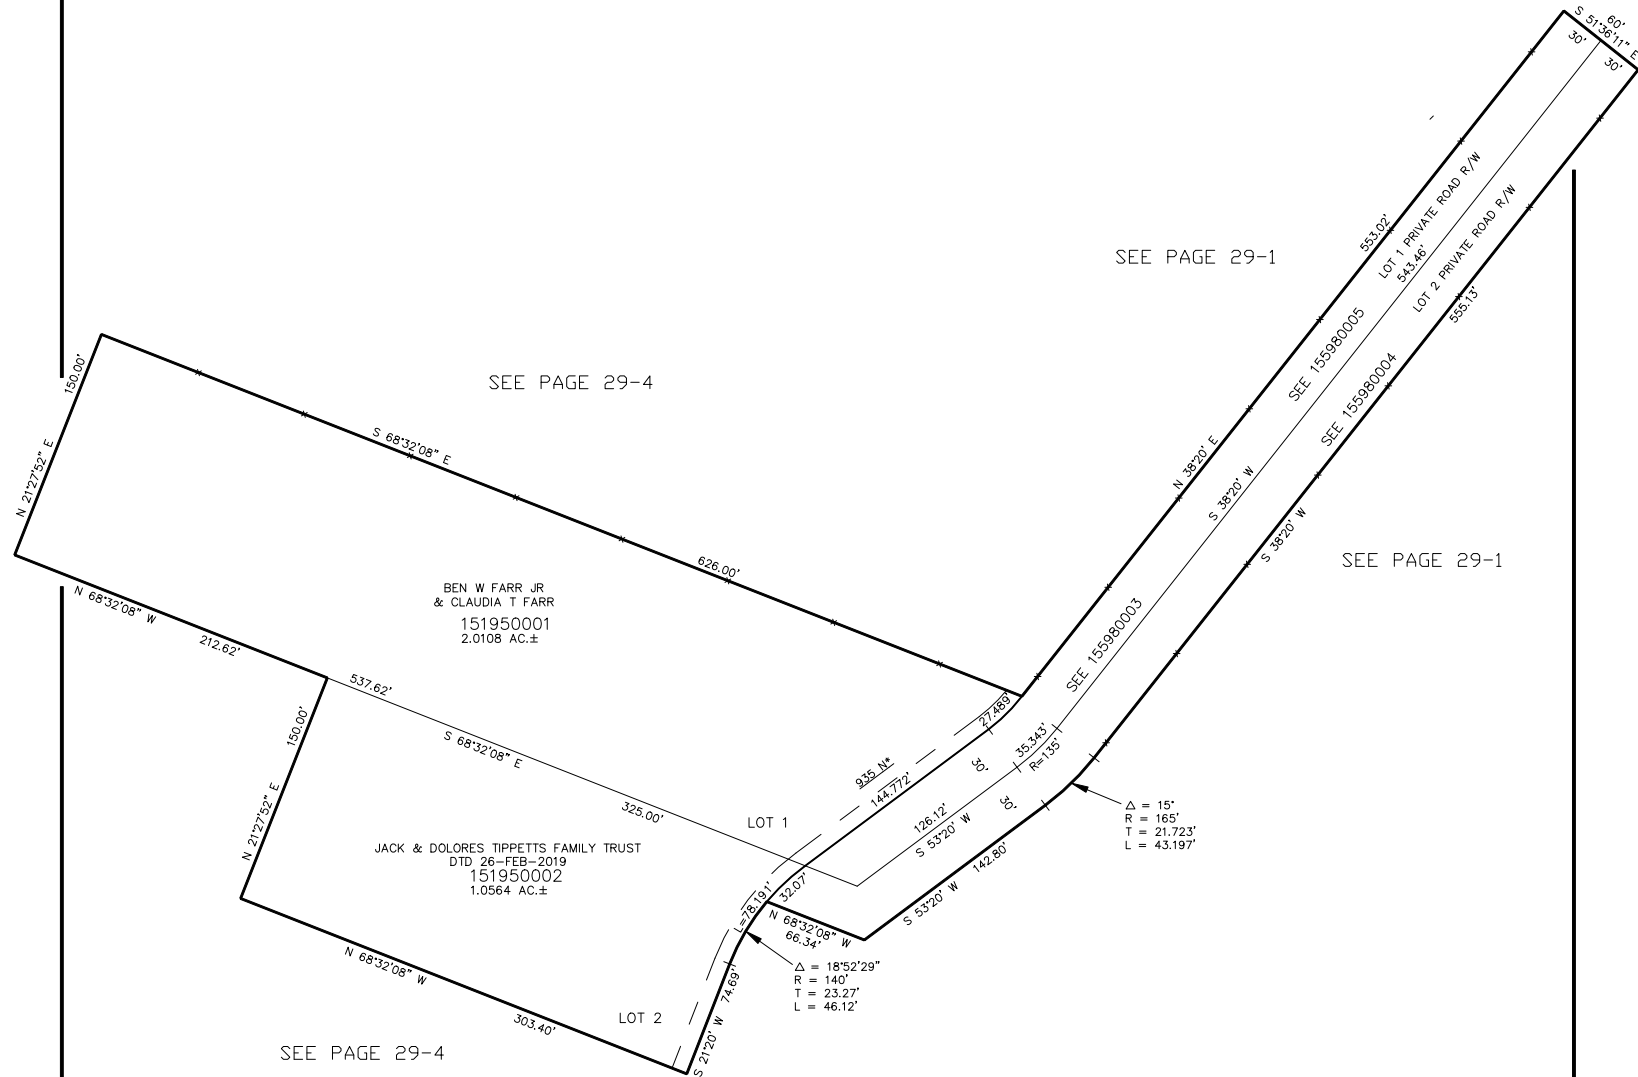 60'
S 51°36'11" E
30'
30'
LOT 1 PRIVATE ROAD R/W
553.02'
543.46'
LOT 2 PRIVATE ROAD R/W
SEE PAGE 29-1
555.13'
SEE 155980005
SEE 155980004
150.00'
SEE PAGE 29-4
S 68°32'08" E
N 21°27'52" E
N 38°20' E
S 38°20' W
S 38°20' W
SEE PAGE 29-1
626.00'
BEN W FARR JR
& CLAUDIA T FARR
151950001
2.0108 AC.±
N 68°32'08" W
212.62'
SEE 155980003
537.62'
27.489'
150.00'
S 68°32'08" E
35.343'
R=135'
30'
935 N*
144.772'
30'
325.00'
LOT 1
126.12'
S 53°20' W
Δ = 15°
R = 165'
T = 21.723'
L = 43.197'
N 21°27'52" E
JACK & DOLORES TIPPETTS FAMILY TRUST
DTD 26-FEB-2019
151950002
1.0564 AC.±
142.80'
S 53°20' W
L=78.191'
32.07'
N 68°32'08" W
66.34'
N 68°32'08" W
74.69'
Δ = 18°52'29"
R = 140'
T = 23.27'
L = 46.12'
303.40'
LOT 2
S 21°20' W
SEE PAGE 29-4